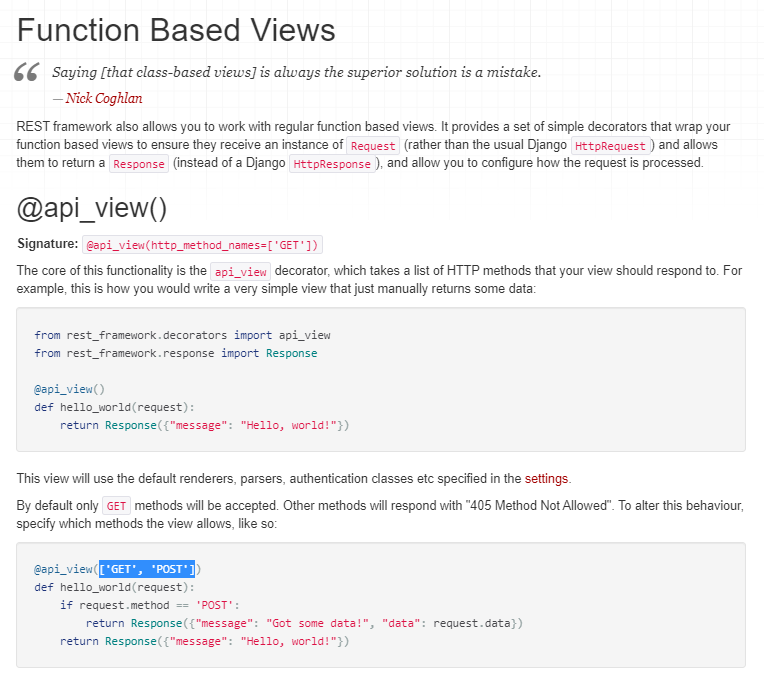 Function Based Views
“ Saying [that class-based views] is always the superior solution is a mistake.
— Nick Coghlan
REST framework also allows you to work with regular function based views. It provides a set of simple decorators that wrap your
function based views to ensure they receive an instance of Request (rather than the usual Django HttpRequest ) and allows
them to return a Response (instead of a Django HttpResponse ), and allow you to configure how the request is processed.
@api_view()
Signature: @api_view(http_method_names=['GET'])
The core of this functionality is the api_view decorator, which takes a list of HTTP methods that your view should respond to. For
example, this is how you would write a very simple view that just manually returns some data:
from rest_framework.decorators import api_view
from rest_framework.response import Response
@api_view()
def hello_world(request):
    return Response({"message": "Hello, world!"})
This view will use the default renderers, parsers, authentication classes etc specified in the settings.
By default only GET methods will be accepted. Other methods will respond with "405 Method Not Allowed". To alter this behaviour,
specify which methods the view allows, like so:
@api_view(['GET', 'POST'])
def hello_world(request):
    if request.method == 'POST':
        return Response({"message": "Got some data!", "data": request.data})
    return Response({"message": "Hello, world!"})